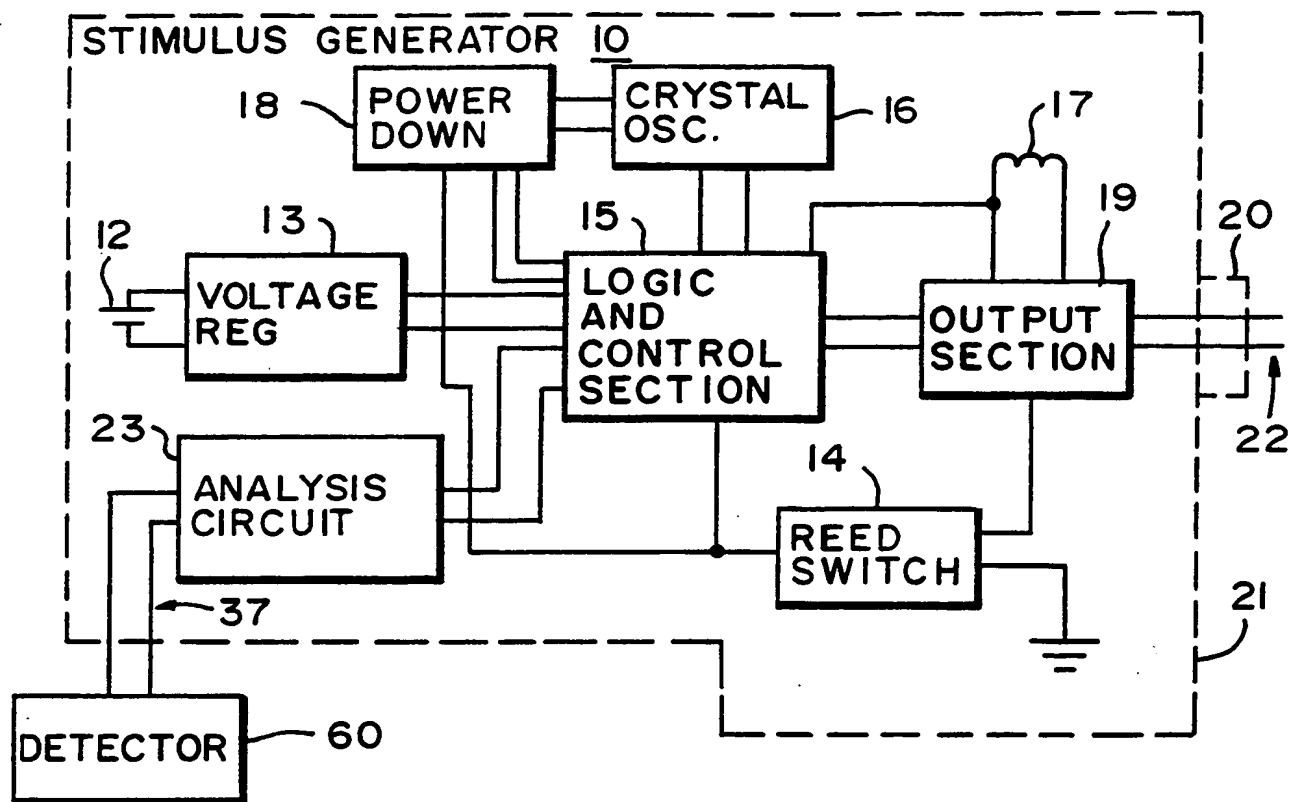 STIMULUS GENERATOR 10
18
POWER
DOWN
CRYSTAL
OSC.
16
17
12
13
VOLTAGE
REG
15
LOGIC
AND
CONTROL
SECTION
19
OUTPUT
SECTION
20
22
23
ANALYSIS
CIRCUIT
14
REED
SWITCH
37
21
DETECTOR
60